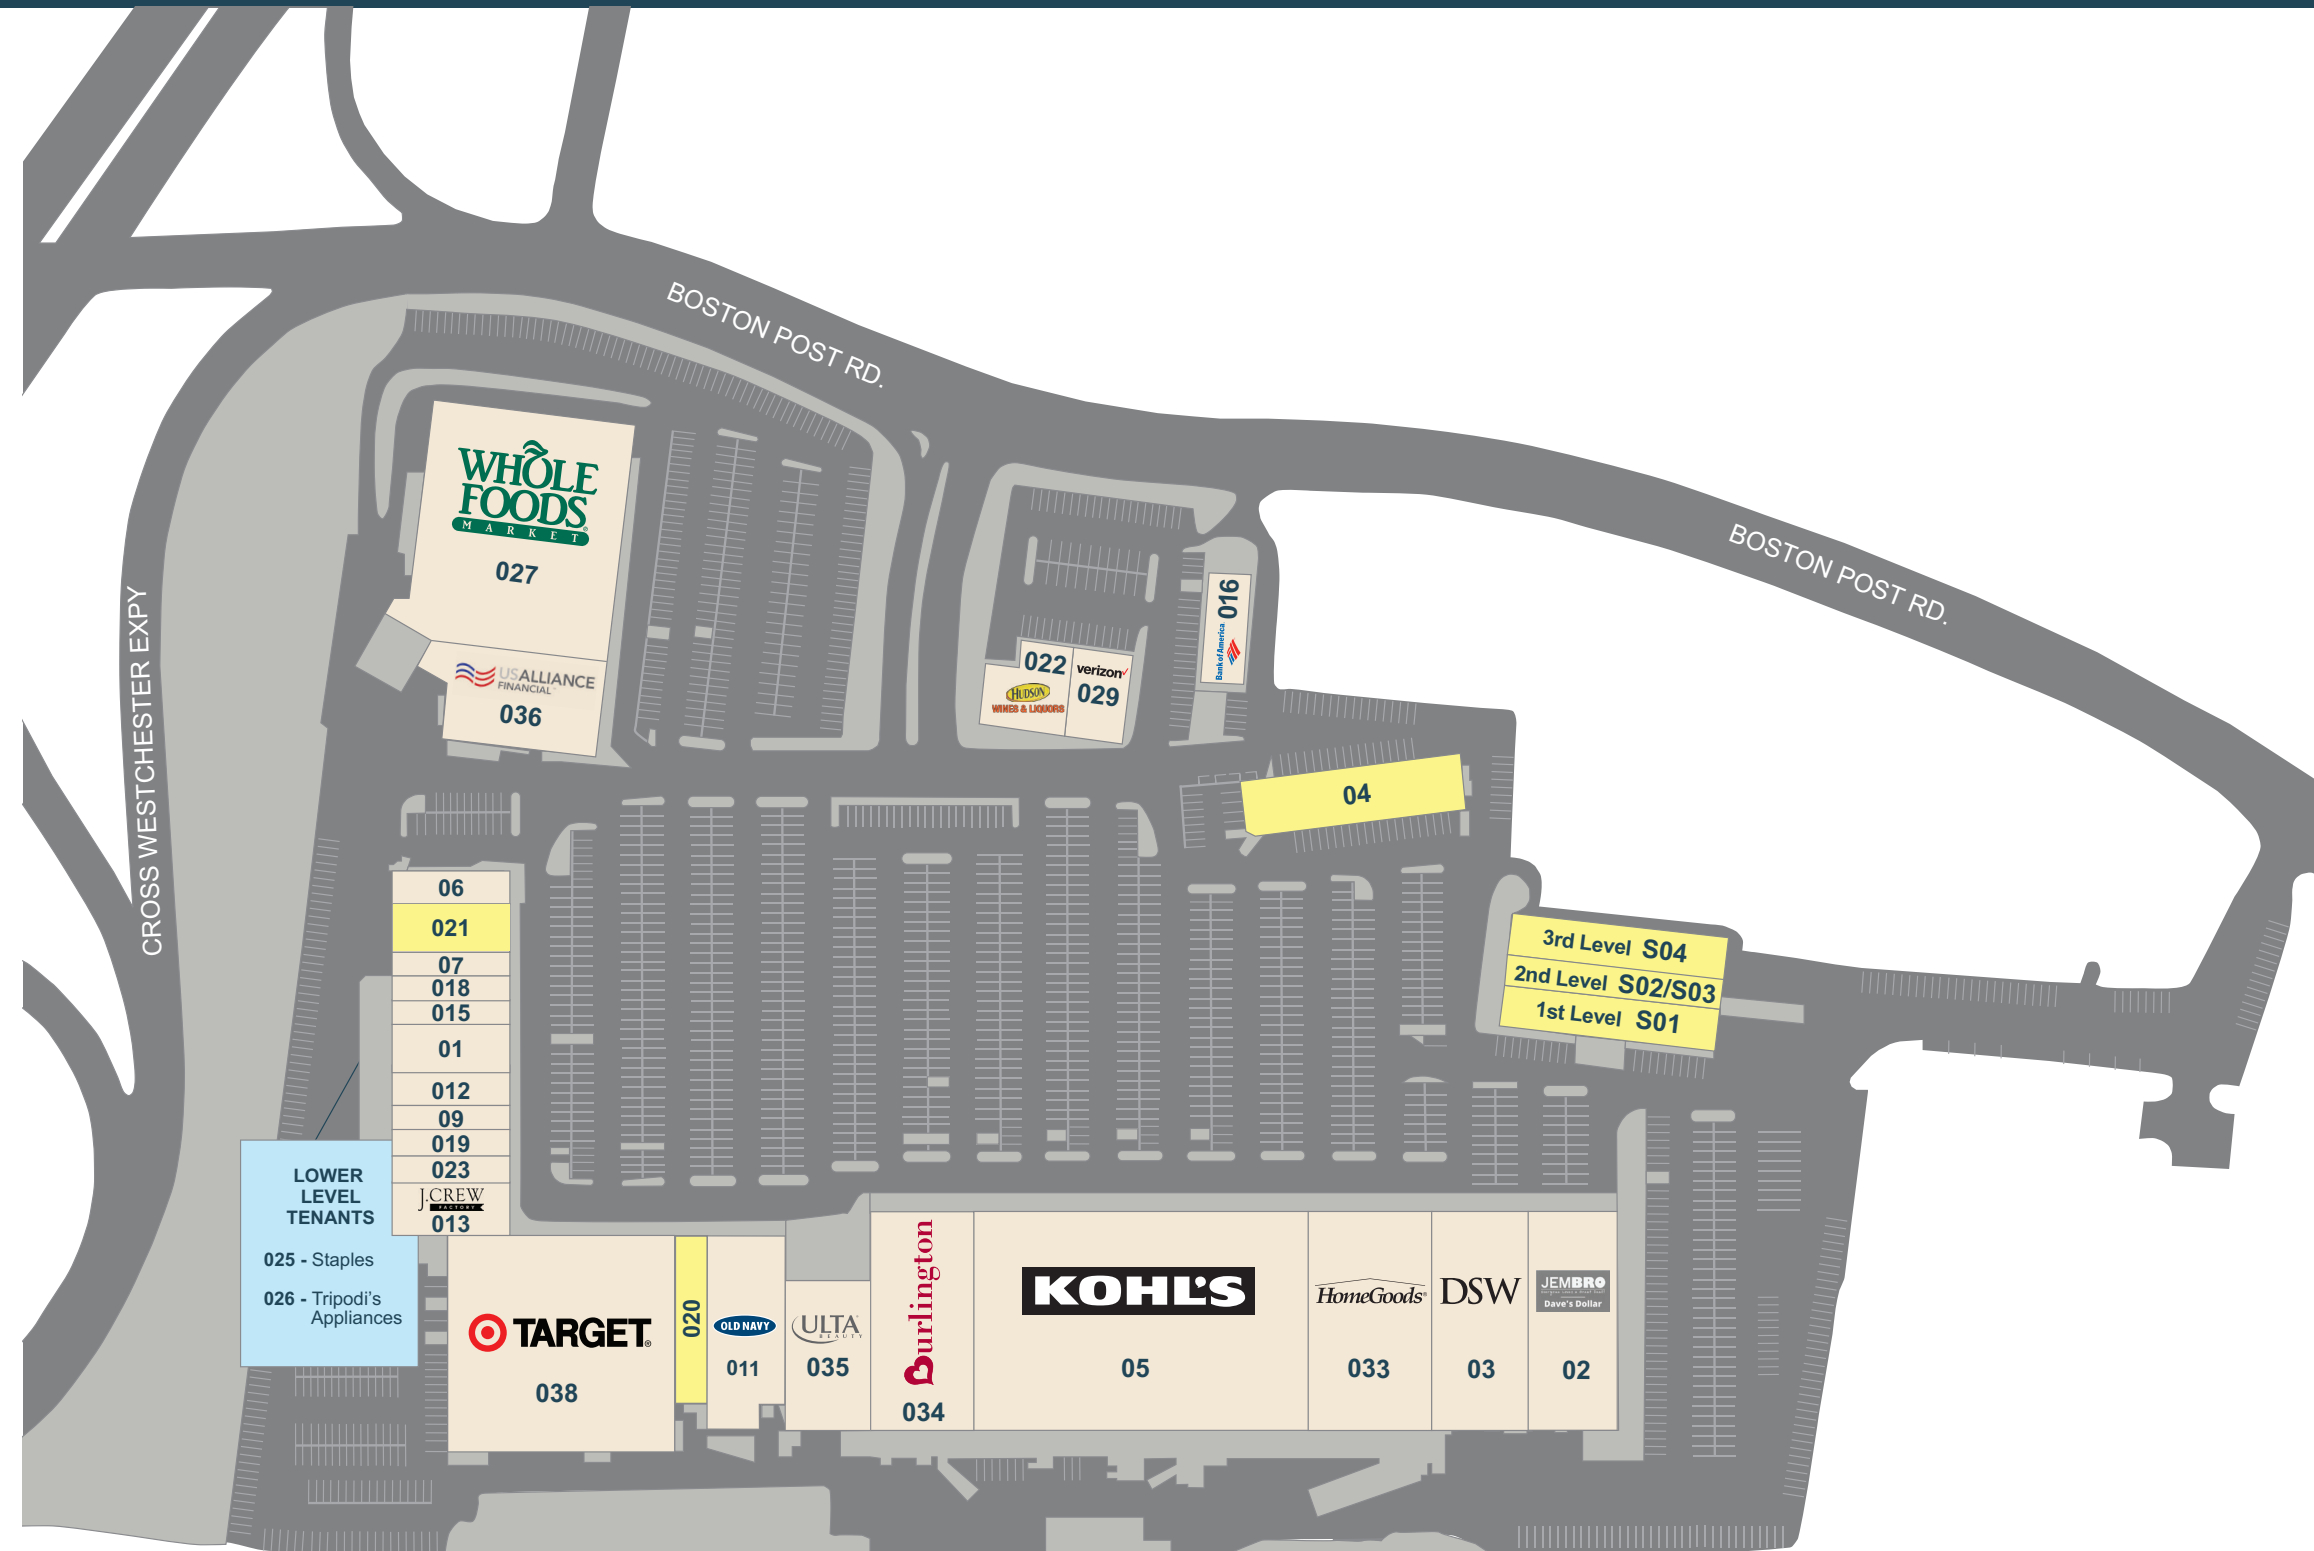 BOSTON POST RD.
BOSTON POST RD.
CROSS WESTCHESTER EXPY
WHOLE
FOODS
MARKET
027
USALLIANCE
FINANCIAL
036
022
HUDSON
WINES & LIQUORS
verizon
029
016
Bank of America
04
3rd Level S04
2nd Level S02/S03
1st Level S01
06
021
07
018
015
01
012
09
019
023
J.CREW
FACTORY
013
LOWER
LEVEL
TENANTS
025 - Staples
026 - Tripodi's
Appliances
TARGET
038
020
OLD NAVY
011
ULTA
BEAUTY
035
Burlington
034
KOHL'S
05
HomeGoods
033
DSW
03
JEMBRO
Dave's Dollar
02